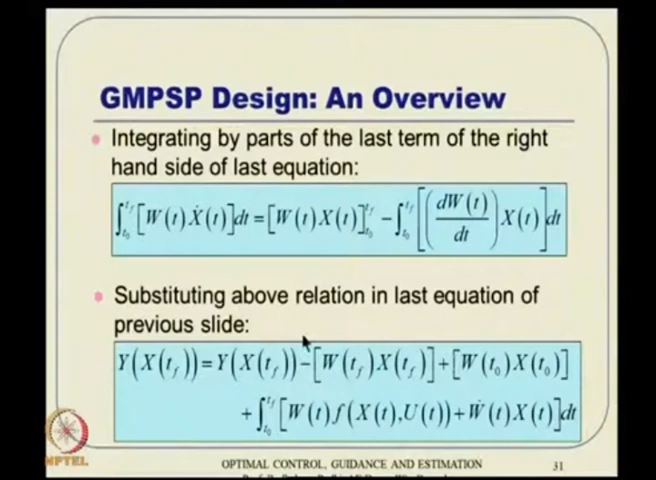 GMPSP Design: An Overview
• Integrating by parts of the last term of the right
hand side of last equation:
∫_{t_0}^{t_f} [W(t)Ẋ(t)]dt = [W(t)X(t)]_{t_0}^{t_f} − ∫_{t_0}^{t_f} [(dW(t)/dt) X(t)]dt
• Substituting above relation in last equation of
previous slide:
Y(X(t_f)) = Y(X(t_f)) − [W(t_f)X(t_f)] + [W(t_0)X(t_0)]
+ ∫_{t_0}^{t_f} [W(t)f(X(t),U(t)) + Ẇ(t)X(t)]dt
NPTEL
OPTIMAL CONTROL, GUIDANCE AND ESTIMATION
31